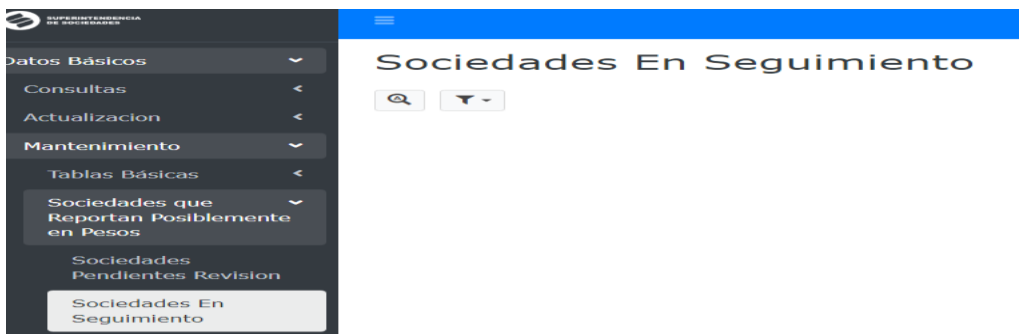 SUPERINTENDENCIA
DE SOCIEDADES
Datos Básicos
Consultas
Actualizacion
Mantenimiento
Tablas Básicas
Sociedades que
Reportan Posiblemente
en Pesos
Sociedades
Pendientes Revision
Sociedades En
Seguimiento
Sociedades En Seguimiento